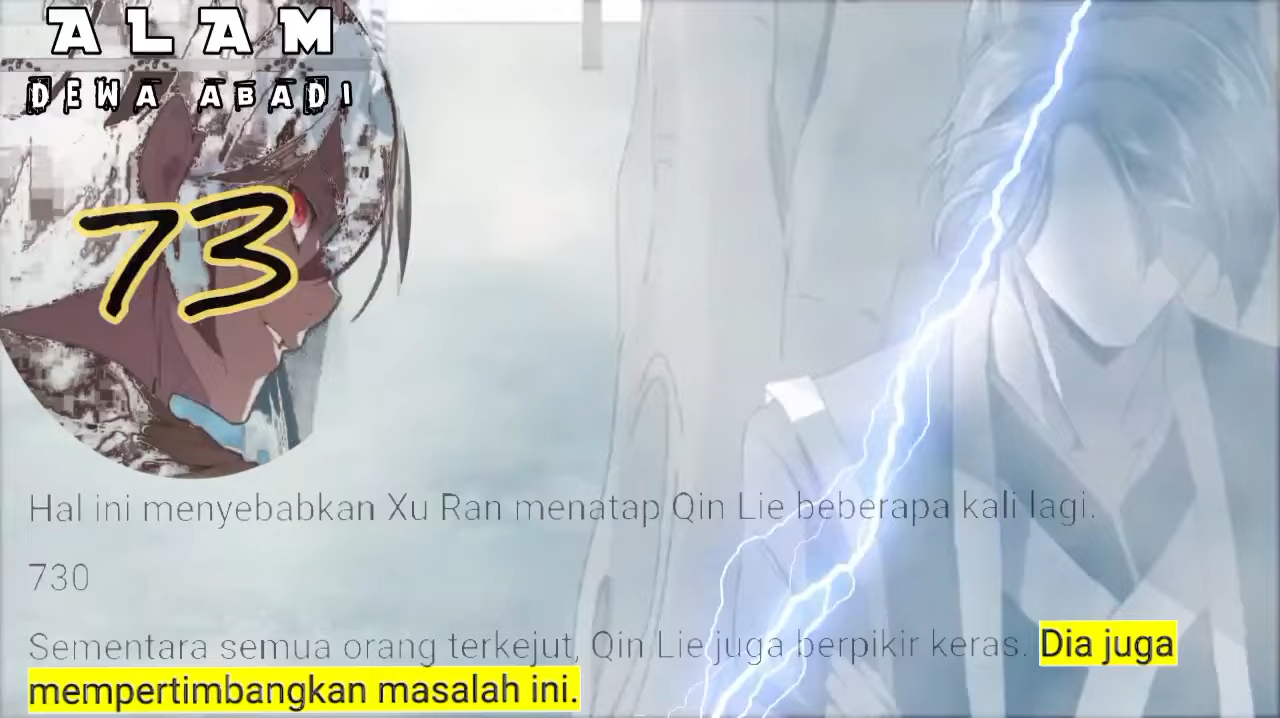 ALAM
DEWA ABADI
73
Hal ini menyebabkan Xu Ran menatap Qin Lie beberapa kali lagi.
730
Sementara semua orang terkejut, Qin Lie juga berpikir keras. Dia juga
mempertimbangkan masalah ini.